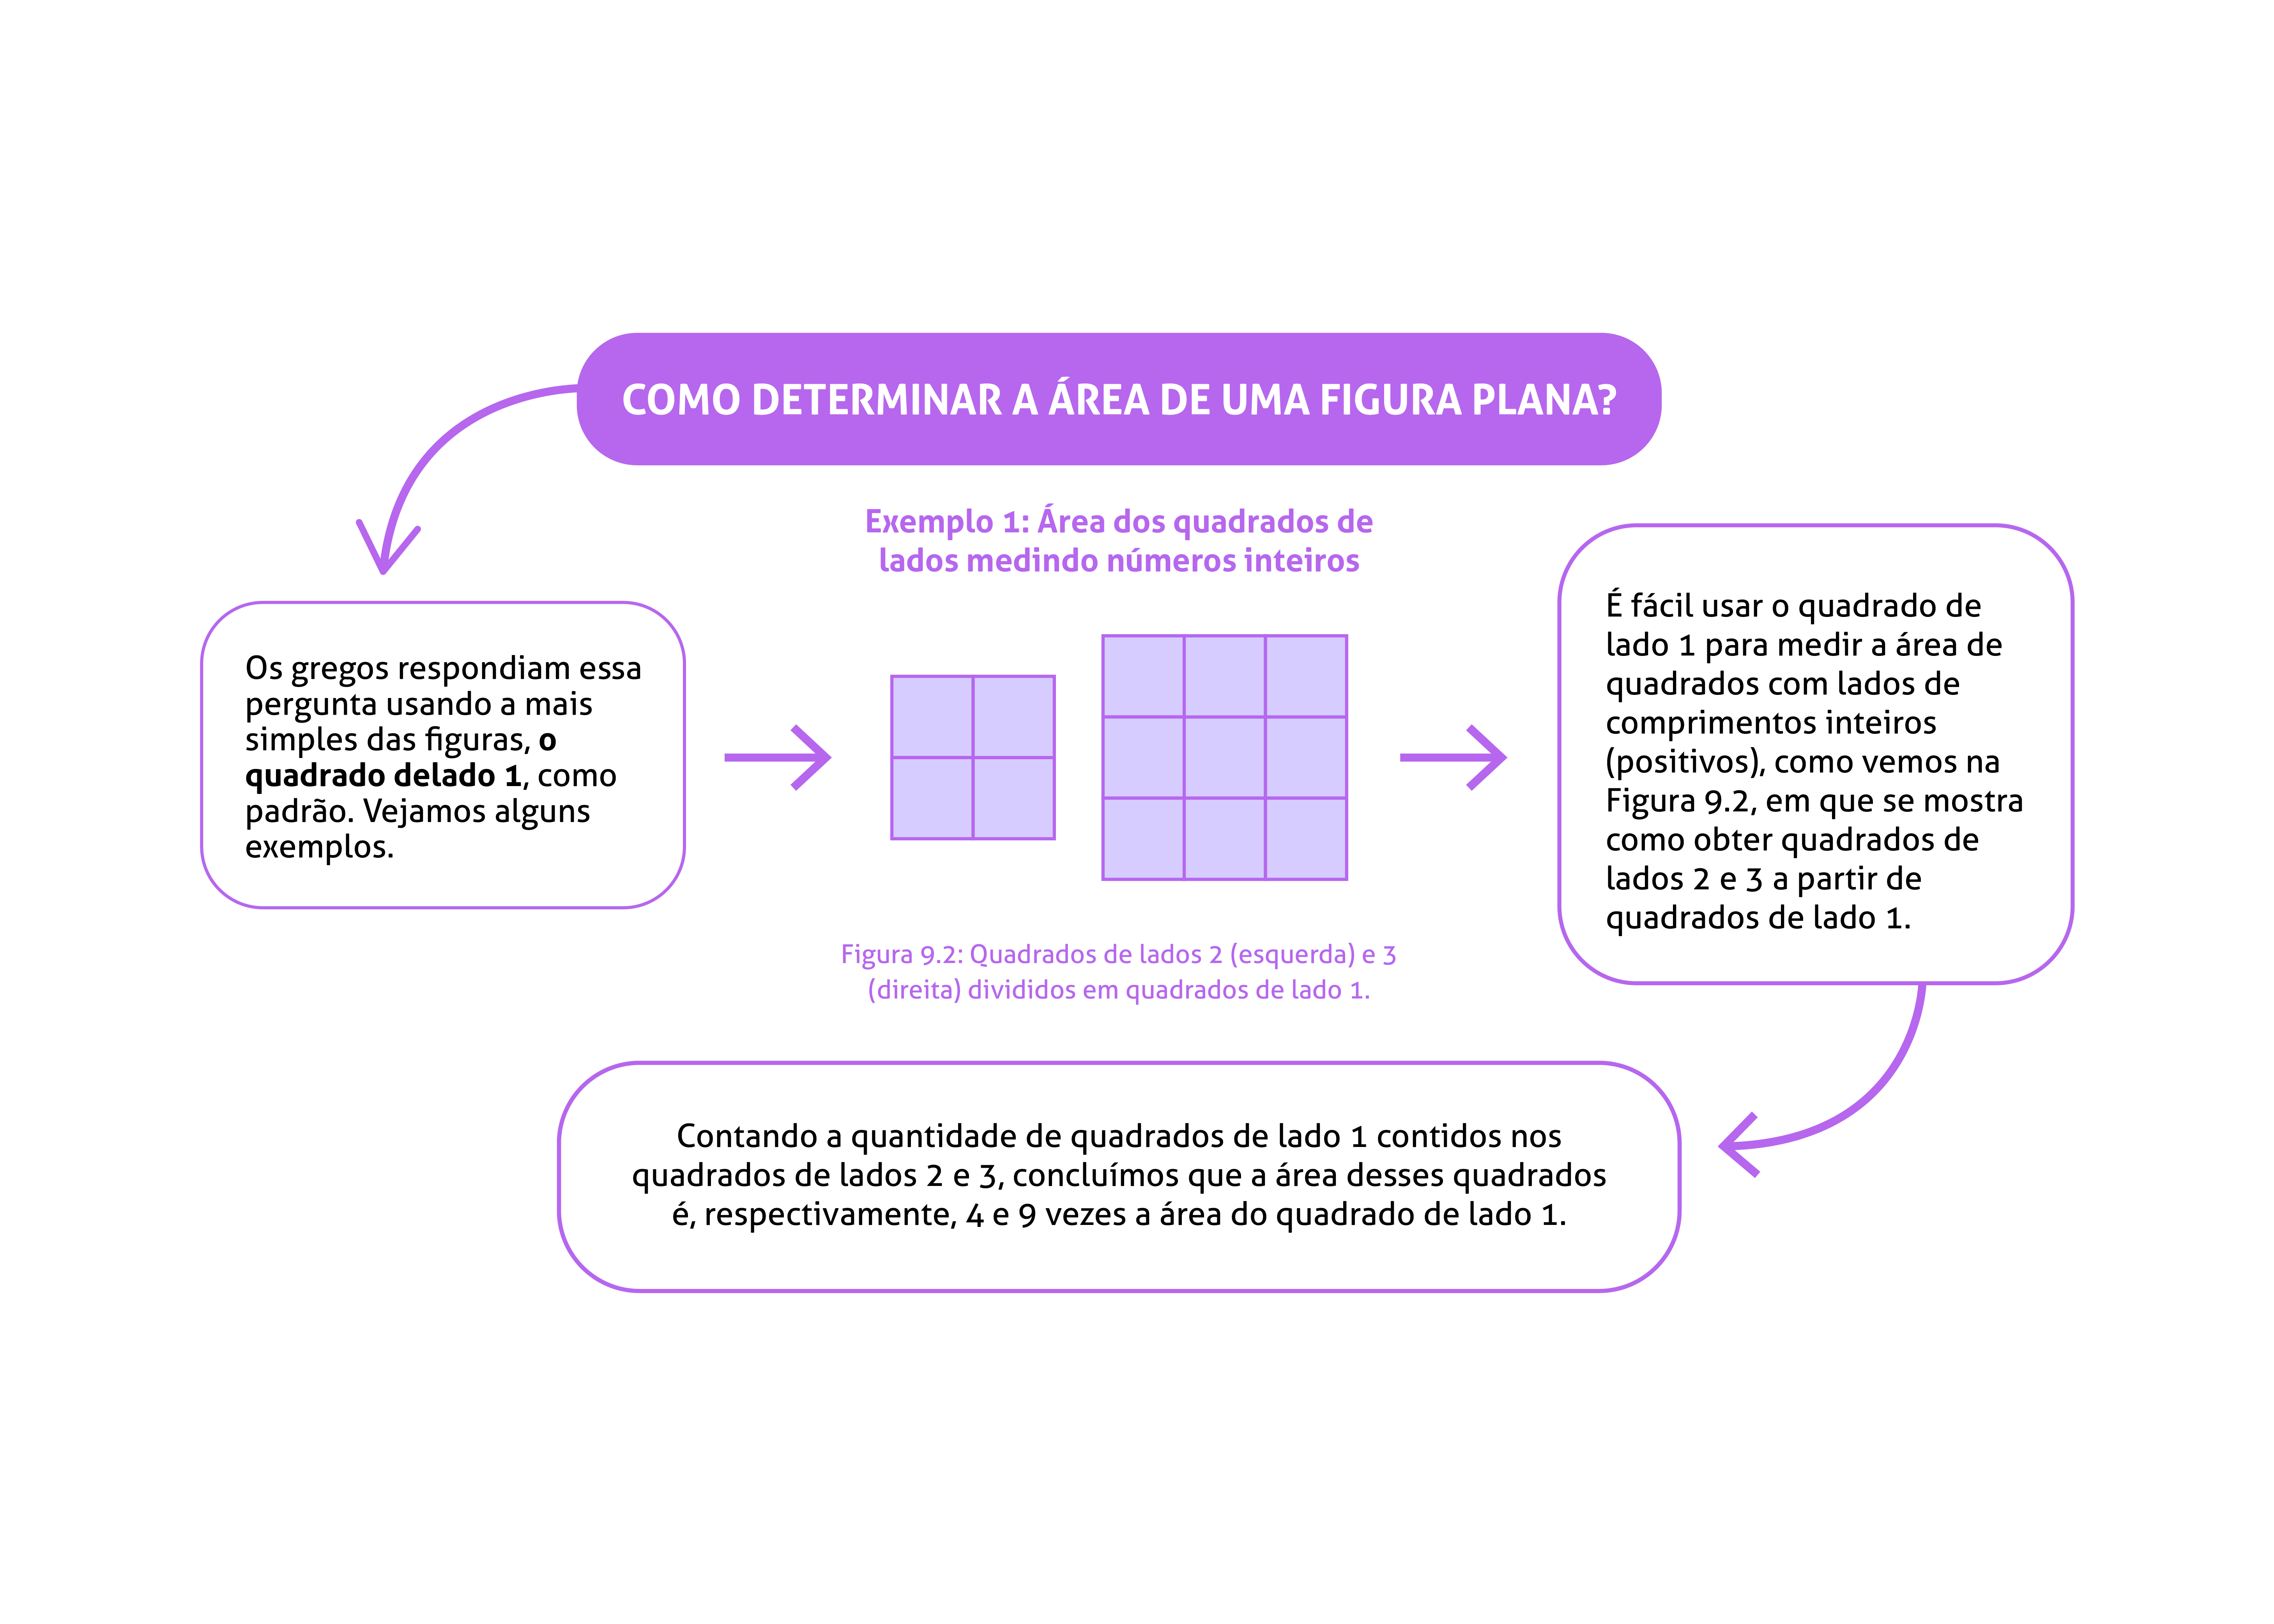 COMO DETERMINAR A ÁREA DE UMA FIGURA PLANA?
Os gregos respondiam essa
pergunta usando a mais
simples das figuras, o
quadrado delado 1, como
padrão. Vejamos alguns
exemplos.
Exemplo 1: Área dos quadrados de
lados medindo números inteiros
Figura 9.2: Quadrados de lados 2 (esquerda) e 3
(direita) divididos em quadrados de lado 1.
É fácil usar o quadrado de
lado 1 para medir a área de
quadrados com lados de
comprimentos inteiros
(positivos), como vemos na
Figura 9.2, em que se mostra
como obter quadrados de
lados 2 e 3 a partir de
quadrados de lado 1.
Contando a quantidade de quadrados de lado 1 contidos nos
quadrados de lados 2 e 3, concluímos que a área desses quadrados
é, respectivamente, 4 e 9 vezes a área do quadrado de lado 1.